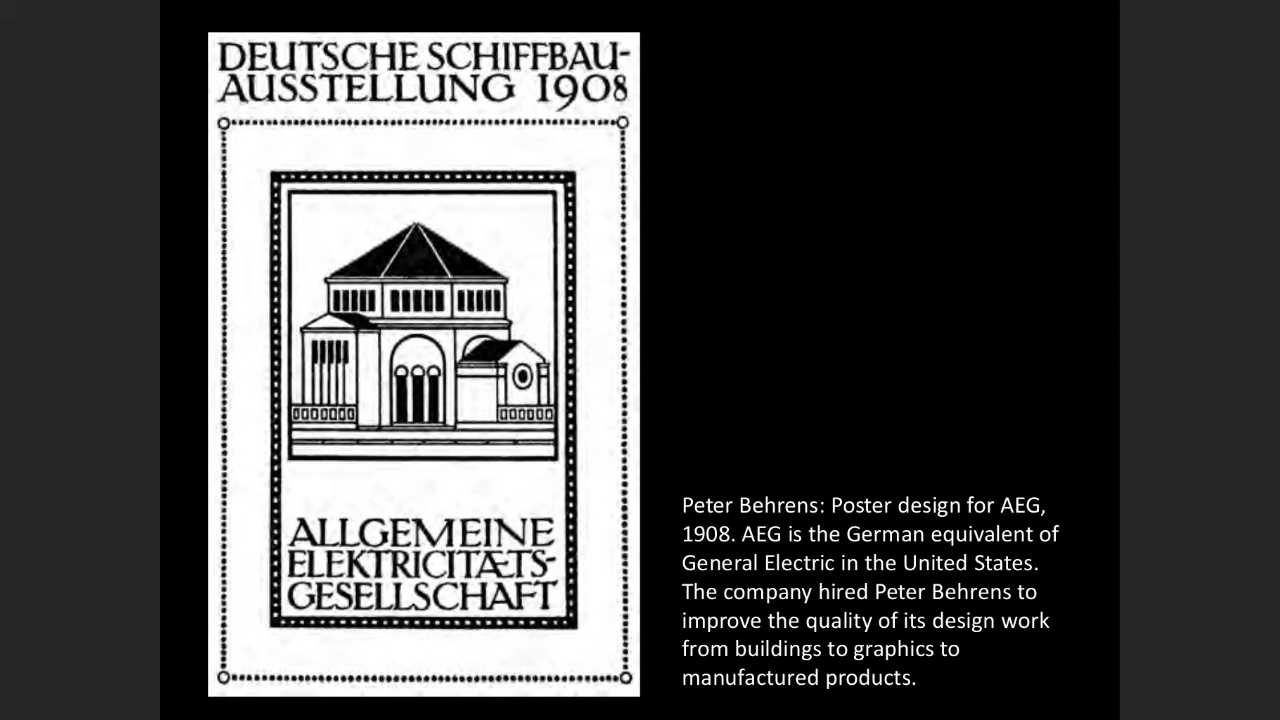 DEUTSCHE SCHIFFBAU-
AUSSTELLUNG 1908
ALLGEMEINE
ELEKTRICITÆTS-
GESELLSCHAFT
Peter Behrens: Poster design for AEG,
1908. AEG is the German equivalent of
General Electric in the United States.
The company hired Peter Behrens to
improve the quality of its design work
from buildings to graphics to
manufactured products.